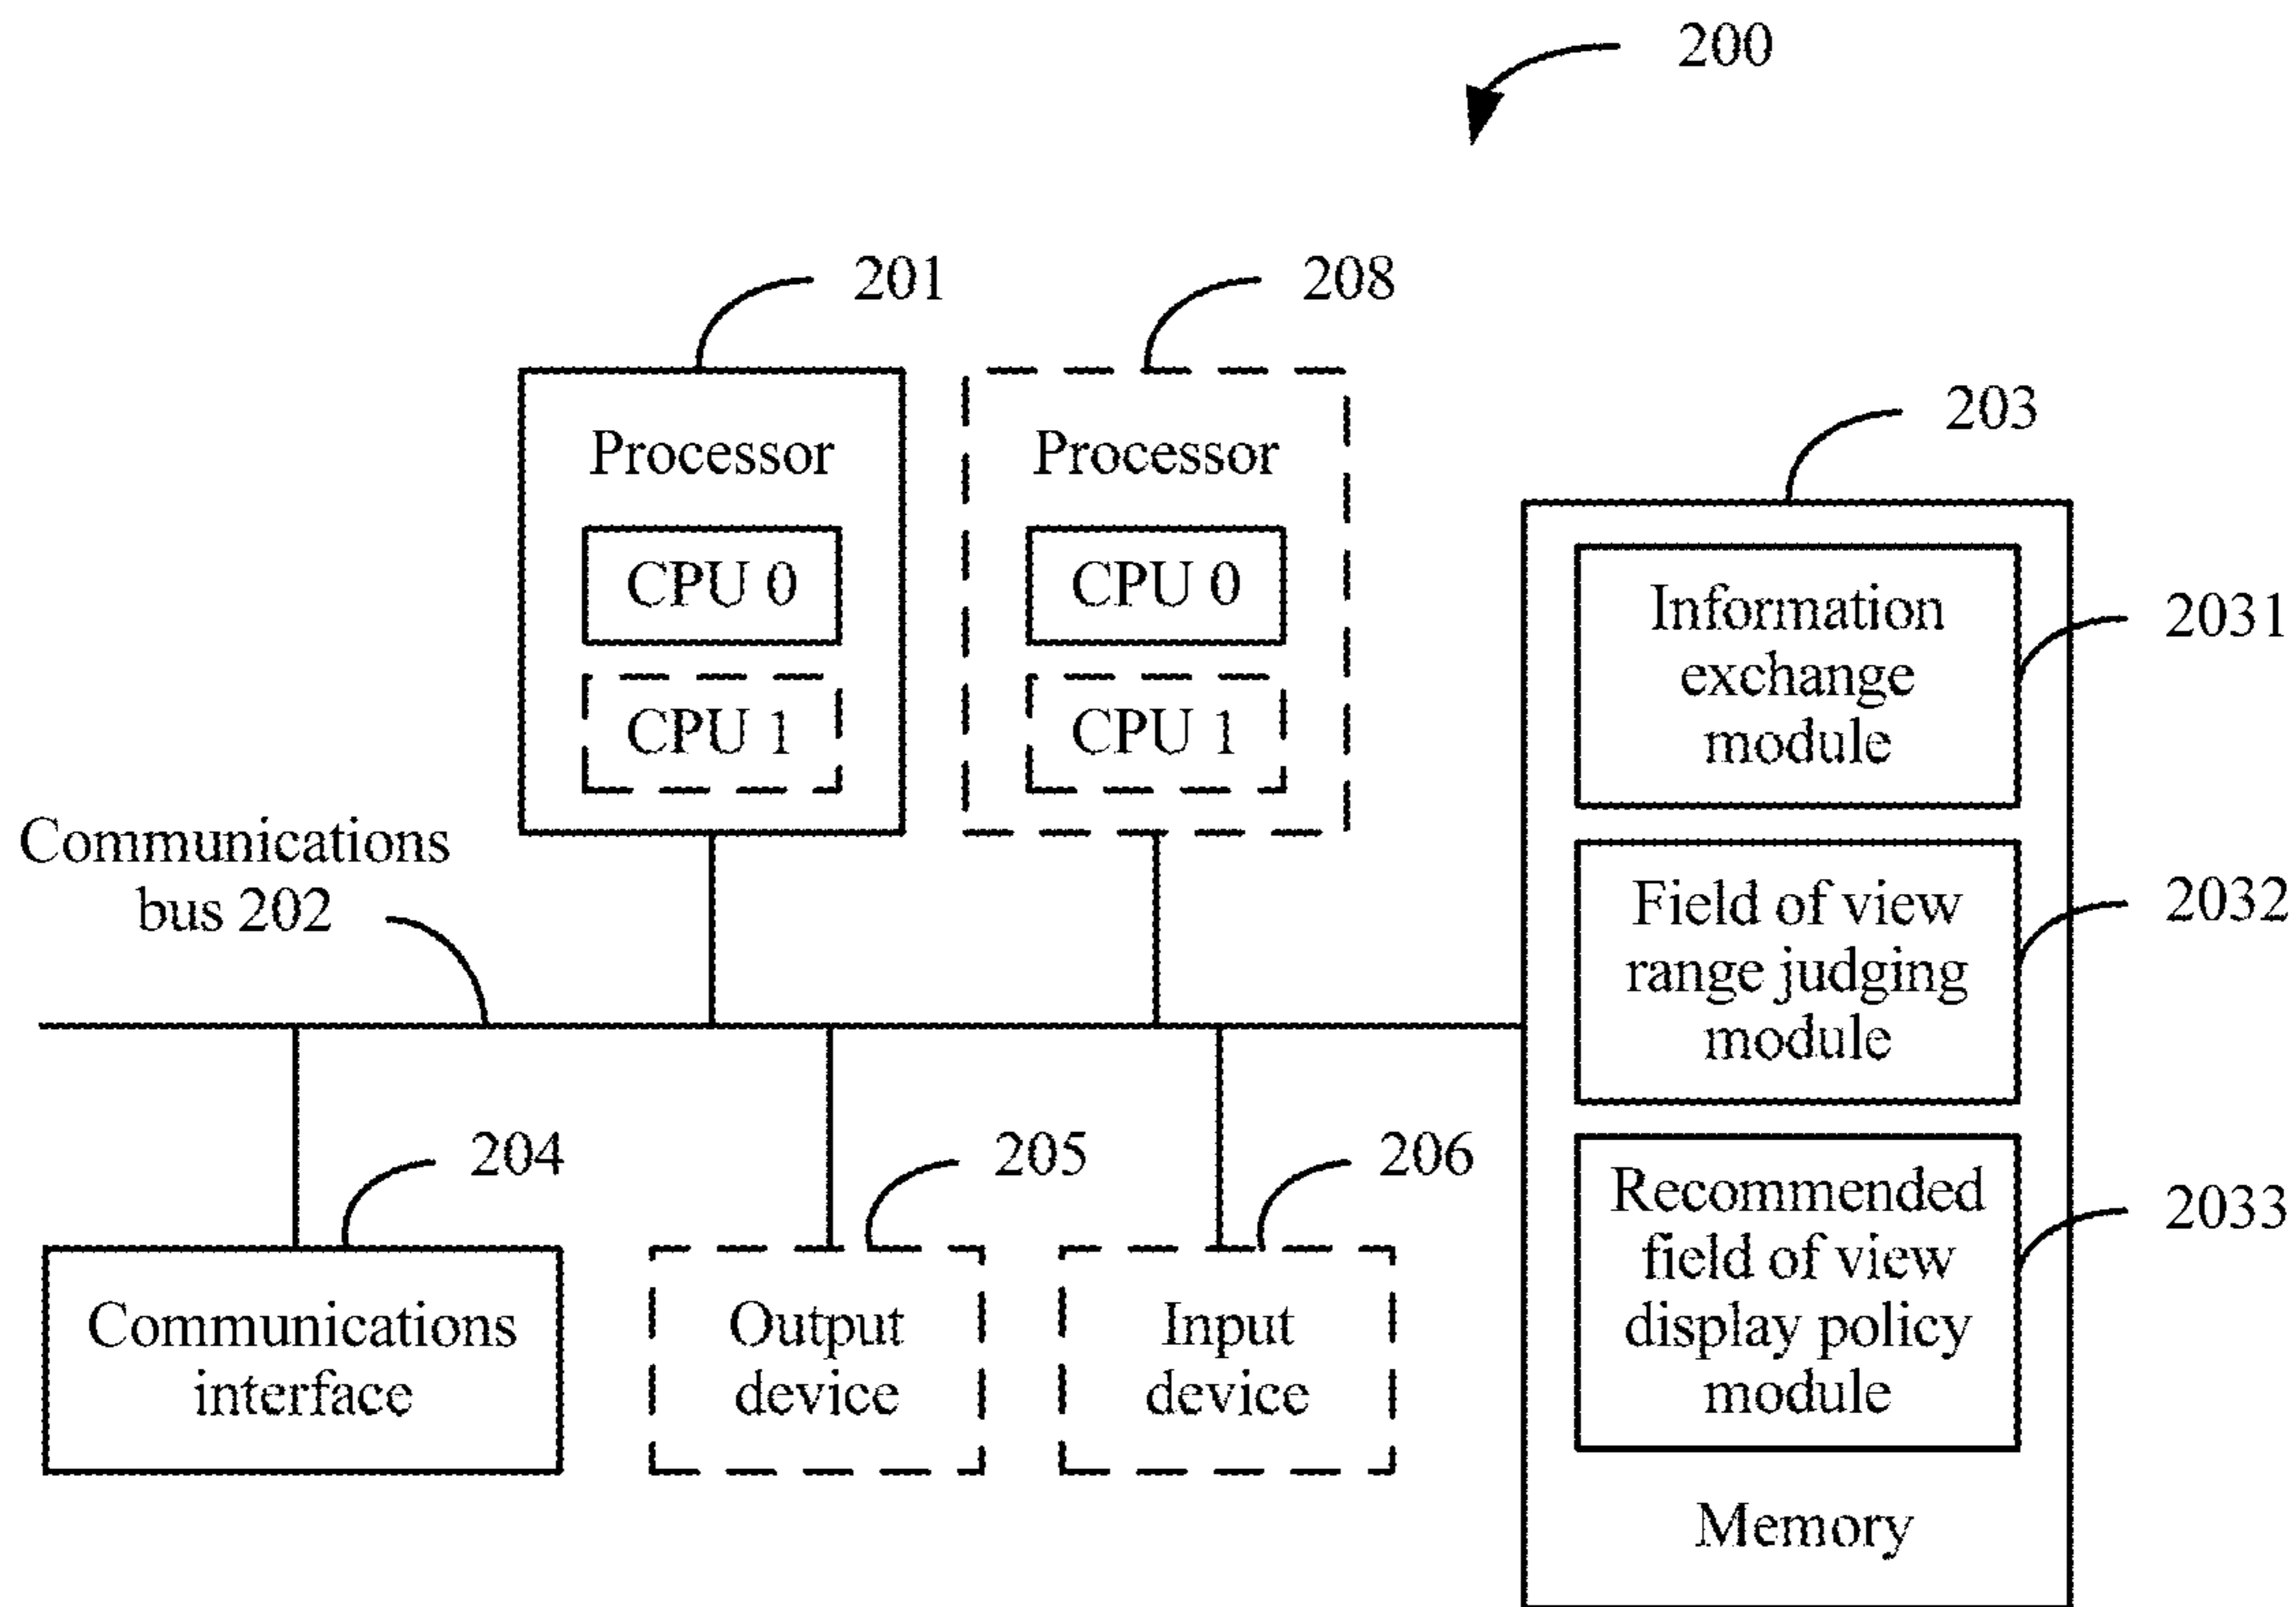 200
201
208
203
Processor
CPU 0
CPU 1
Processor
CPU 0
CPU 1
Information
exchange
module
2031
Field of view
range judging
module
2032
Recommended
field of view
display policy
module
2033
Memory
Communications
bus 202
204
205
206
Communications
interface
Output
device
Input
device